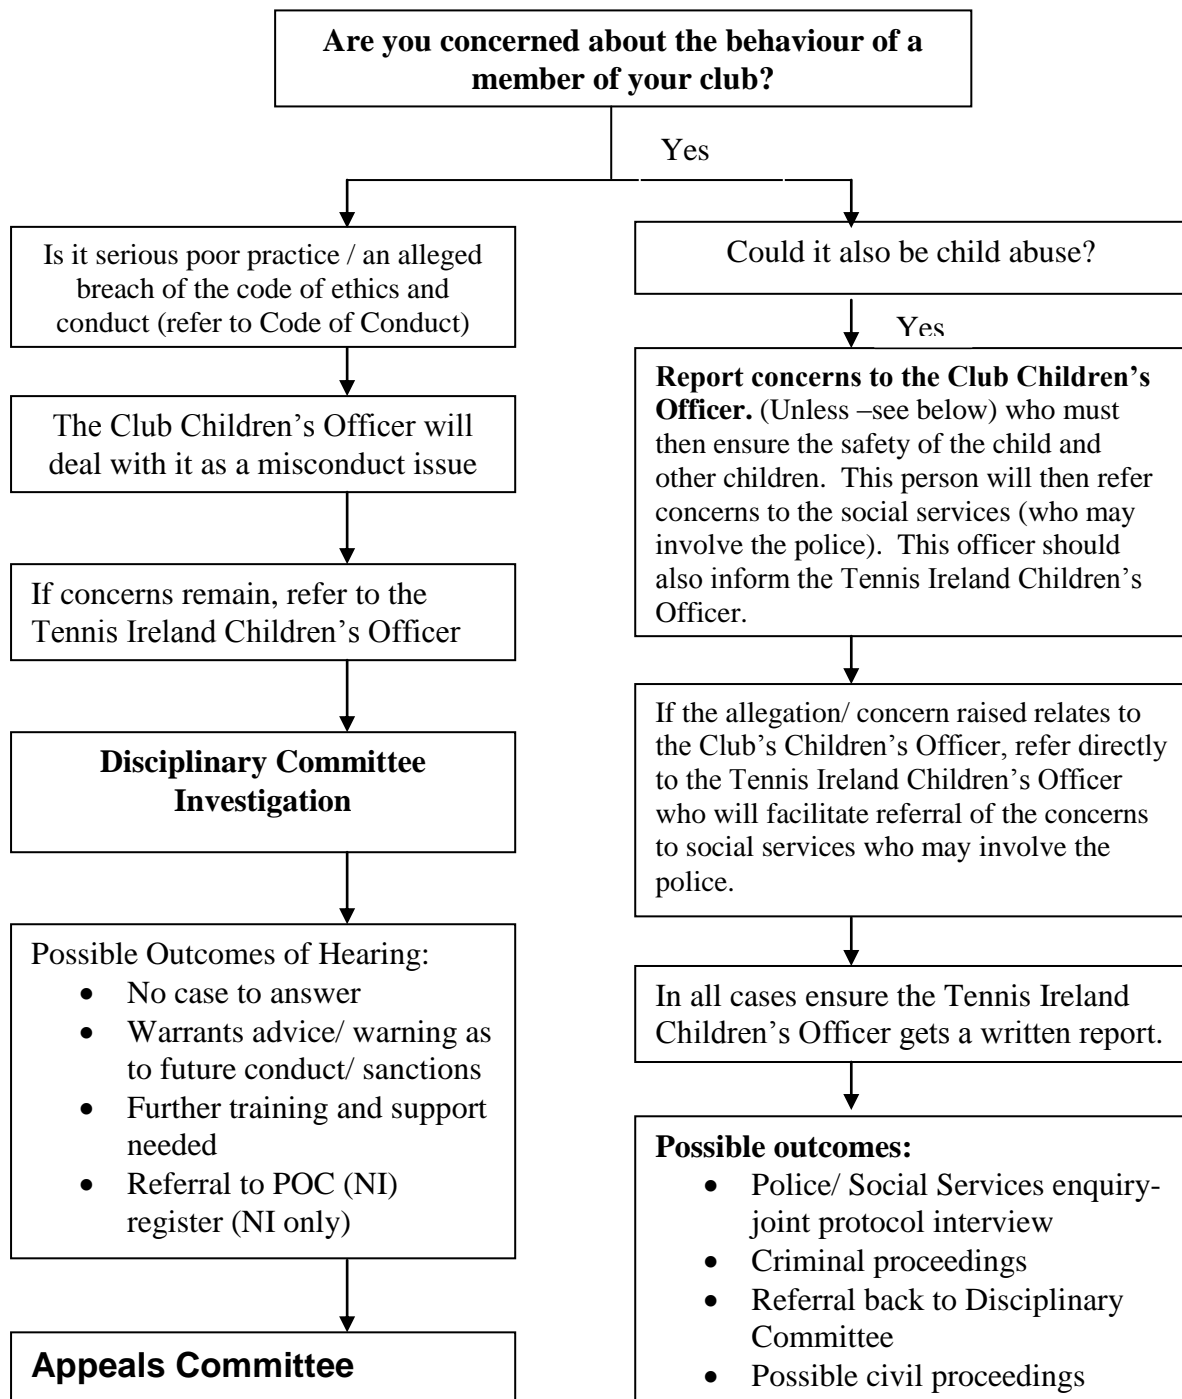 Are you concerned about the behaviour of a
member of your club?
Yes
Is it serious poor practice / an alleged
breach of the code of ethics and
conduct (refer to Code of Conduct)
The Club Children’s Officer will
deal with it as a misconduct issue
If concerns remain, refer to the
Tennis Ireland Children’s Officer
Disciplinary Committee
Investigation
Possible Outcomes of Hearing:
• No case to answer
• Warrants advice/ warning as
to future conduct/ sanctions
• Further training and support
needed
• Referral to POC (NI)
register (NI only)
Appeals Committee
Could it also be child abuse?
Yes
Report concerns to the Club Children’s
Officer. (Unless –see below) who must
then ensure the safety of the child and
other children.  This person will then refer
concerns to the social services (who may
involve the police).  This officer should
also inform the Tennis Ireland Children’s
Officer.
If the allegation/ concern raised relates to
the Club’s Children’s Officer, refer directly
to the Tennis Ireland Children’s Officer
who will facilitate referral of the concerns
to social services who may involve the
police.
In all cases ensure the Tennis Ireland
Children’s Officer gets a written report.
Possible outcomes:
• Police/ Social Services enquiry-
joint protocol interview
• Criminal proceedings
• Referral back to Disciplinary
Committee
• Possible civil proceedings